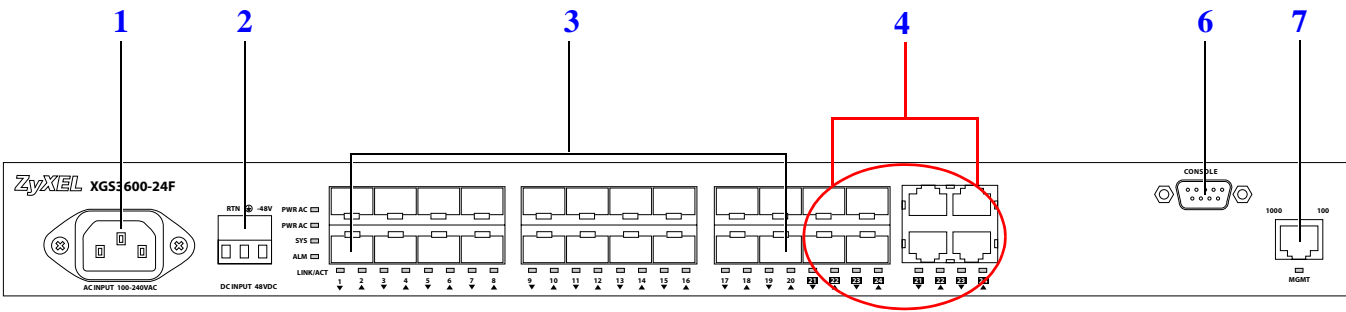 1 2 3 4 6 7
ZyXEL XGS3600-24F
CONSOLE
RTN -48V
PWR AC
PWR AC
SYS
ALM
LINK/ACT
1000 100
AC INPUT 100-240VAC
DC INPUT 48VDC
1 2 3 4 5 6 7 8
9 10 11 12 13 14 15 16
17 18 19 20 21 22 23 24
21 22 23
MGMT